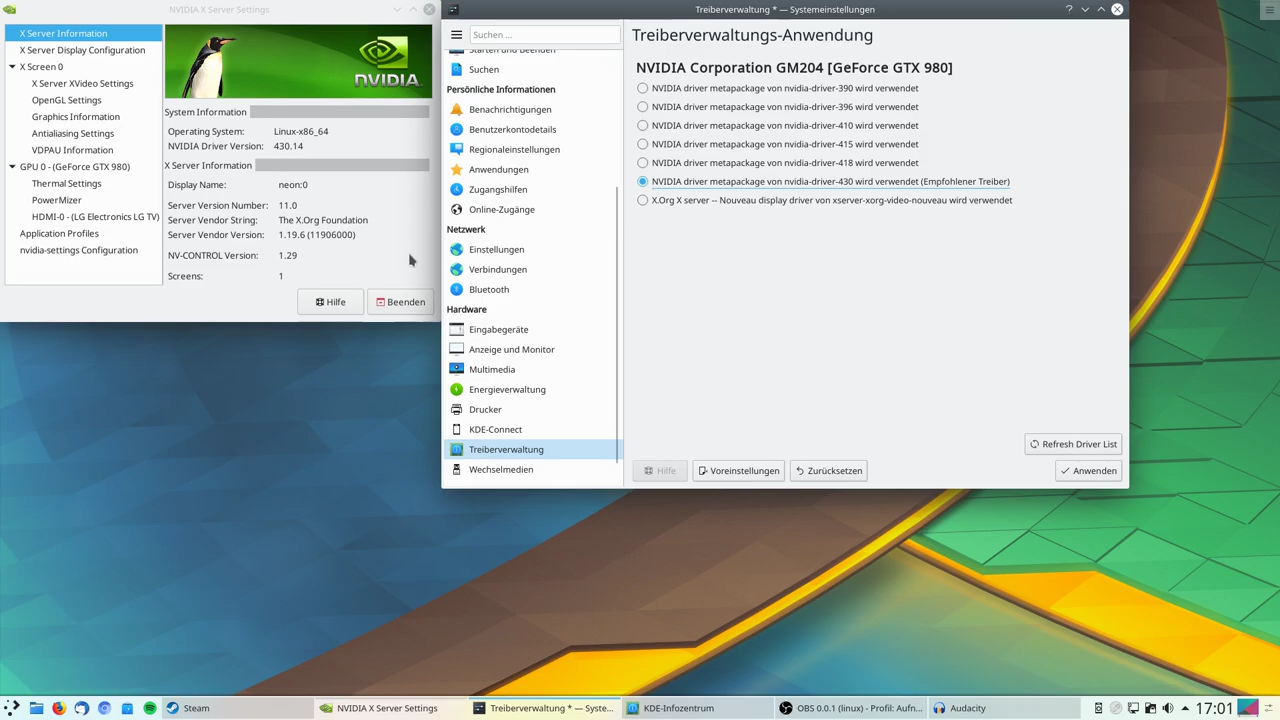 NVIDIA X Server Settings
X Server Information
X Server Display Configuration
X Screen 0
X Server XVideo Settings
OpenGL Settings
Graphics Information
Antialiasing Settings
VDPAU Information
GPU 0 - (GeForce GTX 980)
Thermal Settings
PowerMizer
HDMI-0 - (LG Electronics LG TV)
Application Profiles
nvidia-settings Configuration
NVIDIA
System Information
Operating System: Linux-x86_64
NVIDIA Driver Version: 430.14
X Server Information
Display Name: neon:0
Server Version Number: 11.0
Server Vendor String: The X.Org Foundation
Server Vendor Version: 1.19.6 (11906000)
NV-CONTROL Version: 1.29
Screens: 1
Hilfe
Beenden
Treiberverwaltung * — Systemeinstellungen
Suchen ...
Starten und Beenden
Suchen
Persönliche Informationen
Benachrichtigungen
Benutzerkontodetails
Regionaleinstellungen
Anwendungen
Zugangshilfen
Online-Zugänge
Netzwerk
Einstellungen
Verbindungen
Bluetooth
Hardware
Eingabegeräte
Anzeige und Monitor
Multimedia
Energieverwaltung
Drucker
KDE-Connect
Treiberverwaltung
Wechselmedien
Treiberverwaltungs-Anwendung
NVIDIA Corporation GM204 [GeForce GTX 980]
NVIDIA driver metapackage von nvidia-driver-390 wird verwendet
NVIDIA driver metapackage von nvidia-driver-396 wird verwendet
NVIDIA driver metapackage von nvidia-driver-410 wird verwendet
NVIDIA driver metapackage von nvidia-driver-415 wird verwendet
NVIDIA driver metapackage von nvidia-driver-418 wird verwendet
NVIDIA driver metapackage von nvidia-driver-430 wird verwendet (Empfohlener Treiber)
X.Org X server -- Nouveau display driver von xserver-xorg-video-nouveau wird verwendet
Refresh Driver List
Hilfe
Voreinstellungen
Zurücksetzen
Anwenden
Steam
NVIDIA X Server Settings
Treiberverwaltung * — Syste...
KDE-Infozentrum
OBS 0.0.1 (linux) - Profil: Aufn...
Audacity
17:01